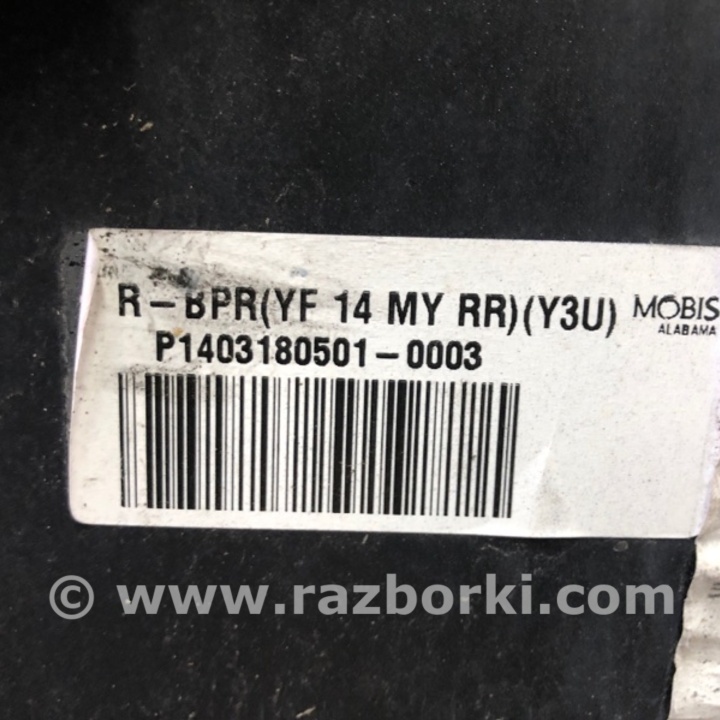 R-BPR(YF 14 MY RR)(Y3U) MOBIS
ALABAMA
P1403180501-0003
© www.razborki.com